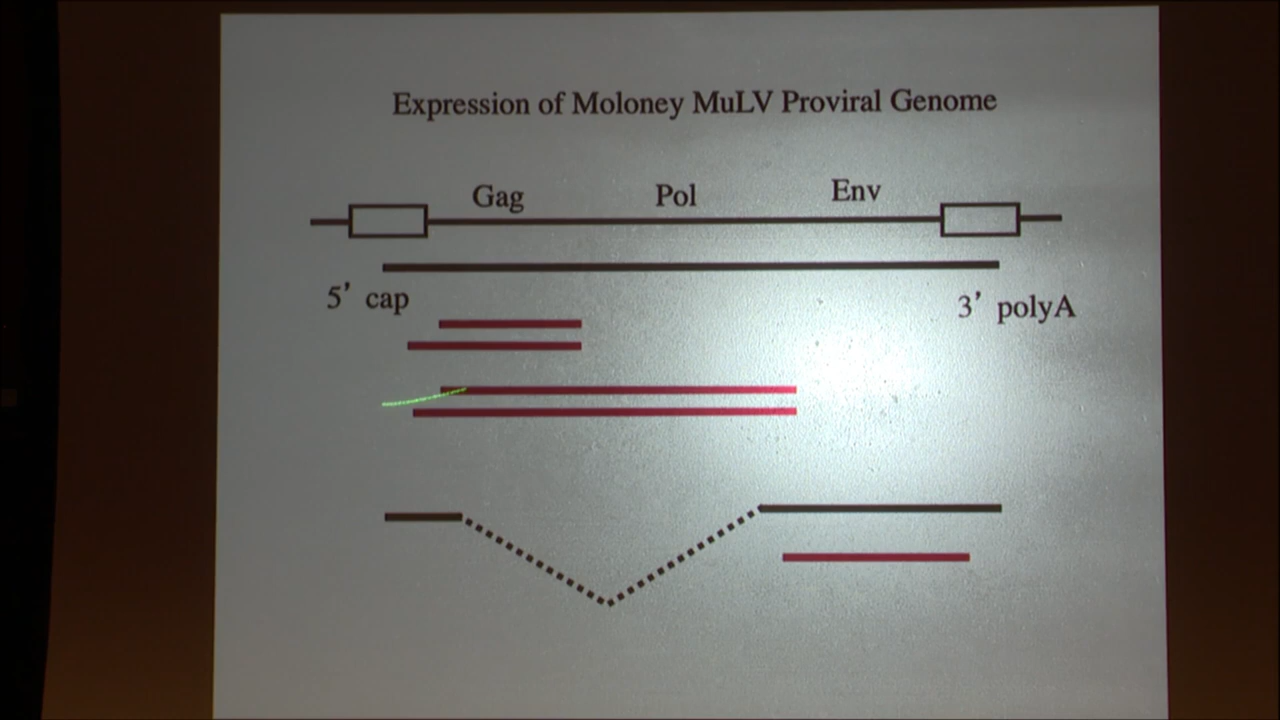 Expression of Moloney MuLV Proviral Genome
Gag Pol Env
5' cap
3' polyA